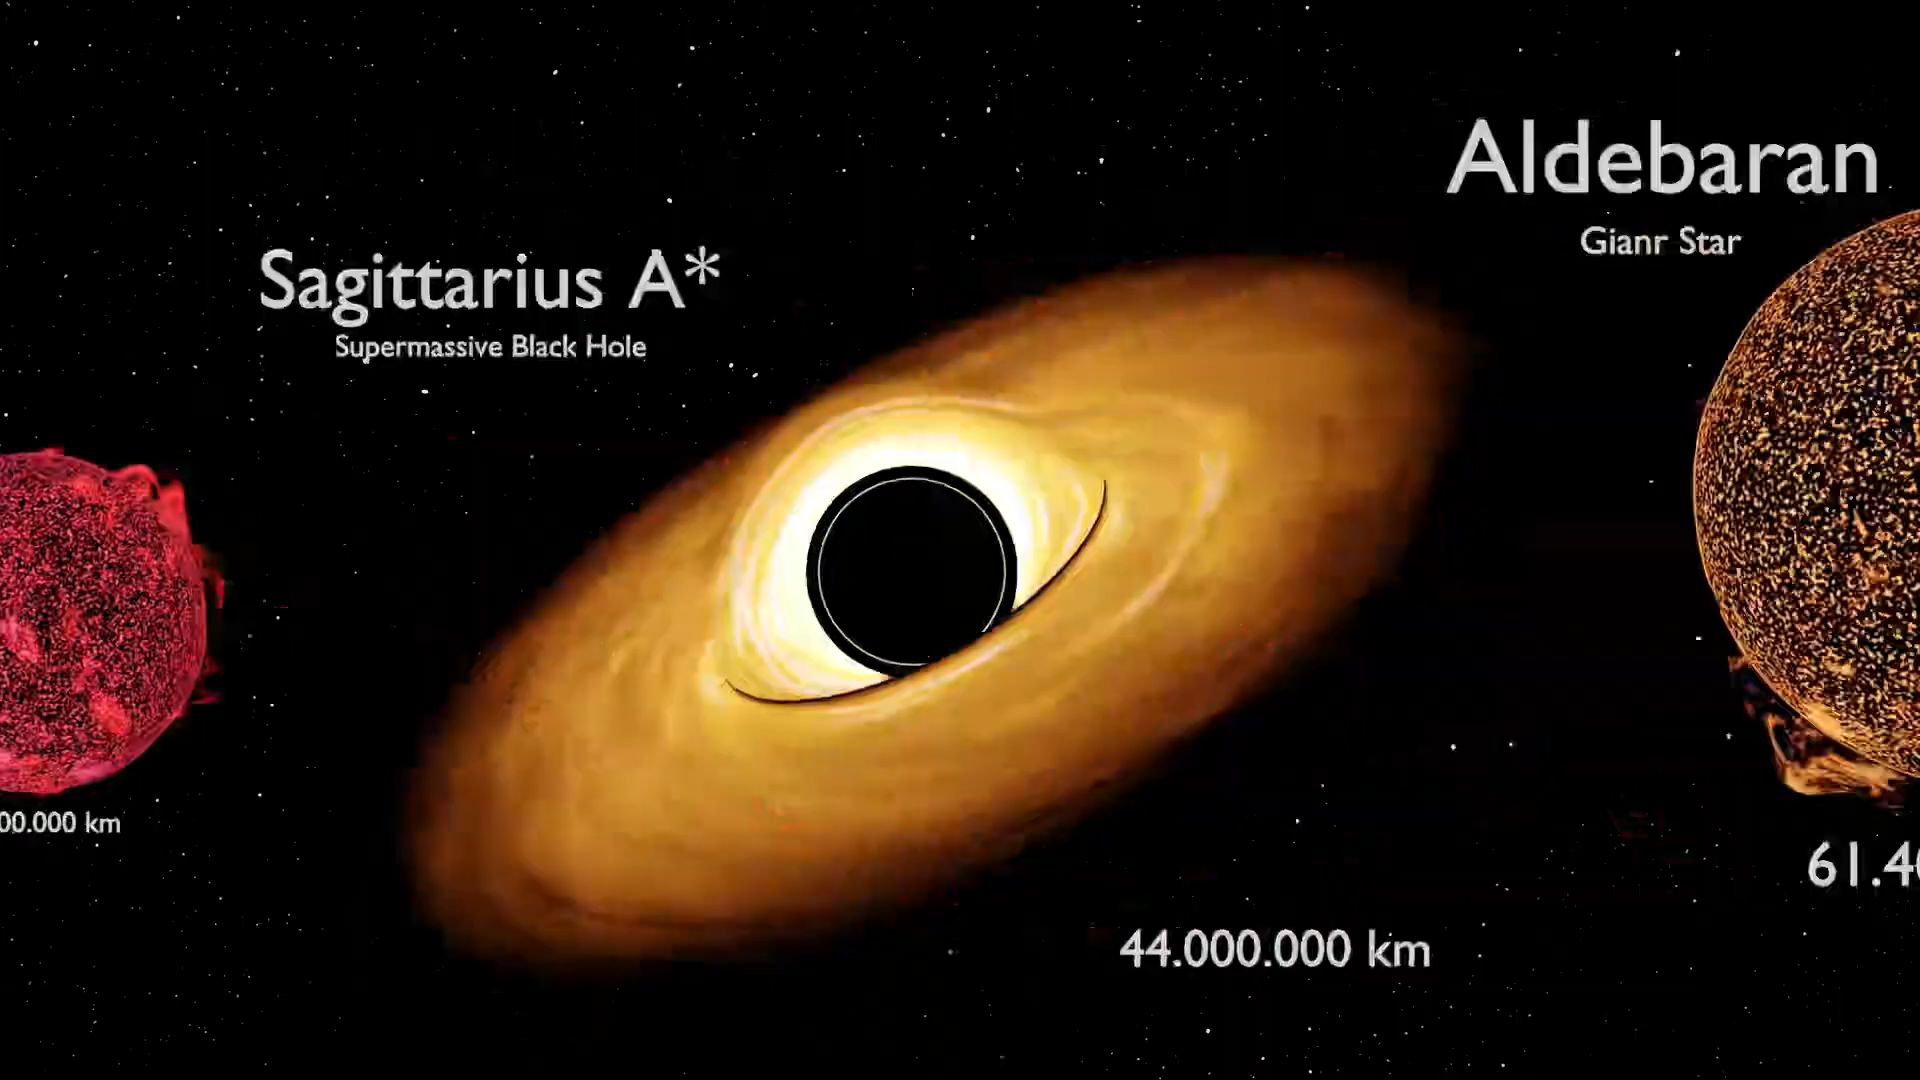 Aldebaran
Gianr Star
Sagittarius A*
Supermassive Black Hole
00.000 km
61.4
44.000.000 km